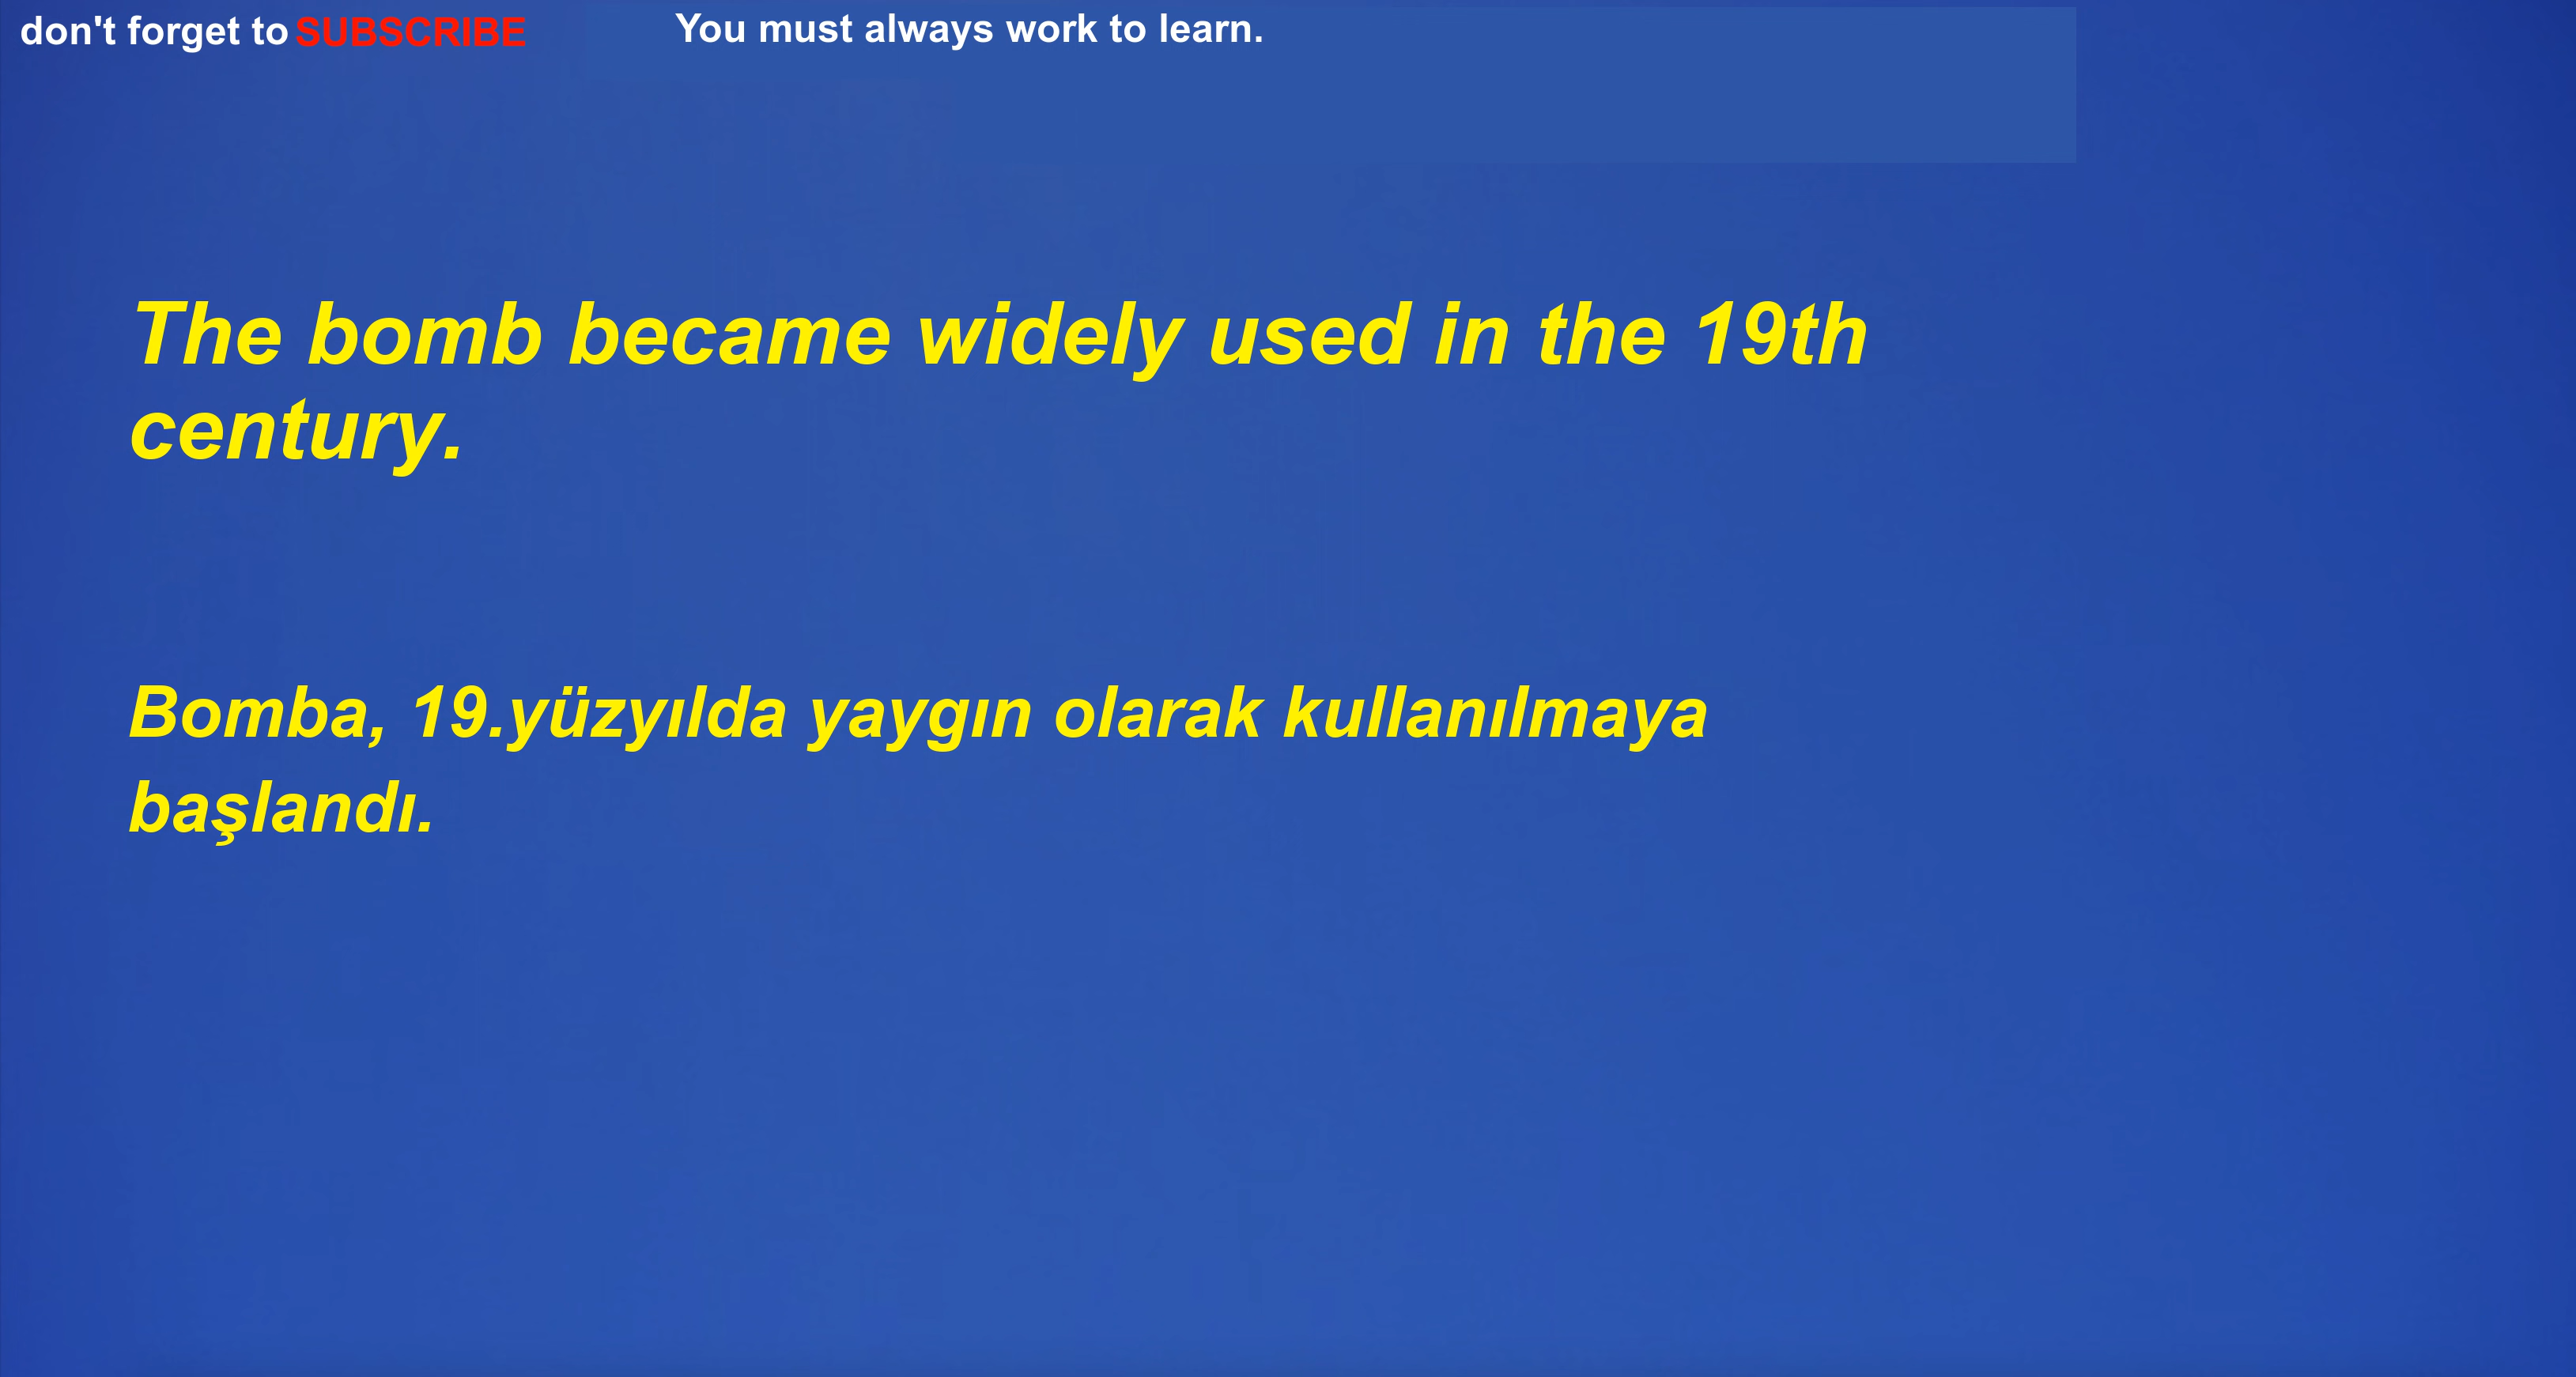 don't forget to SUBSCRIBE
You must always work to learn.
The bomb became widely used in the 19th
century.
Bomba, 19.yüzyılda yaygın olarak kullanılmaya
başlandı.